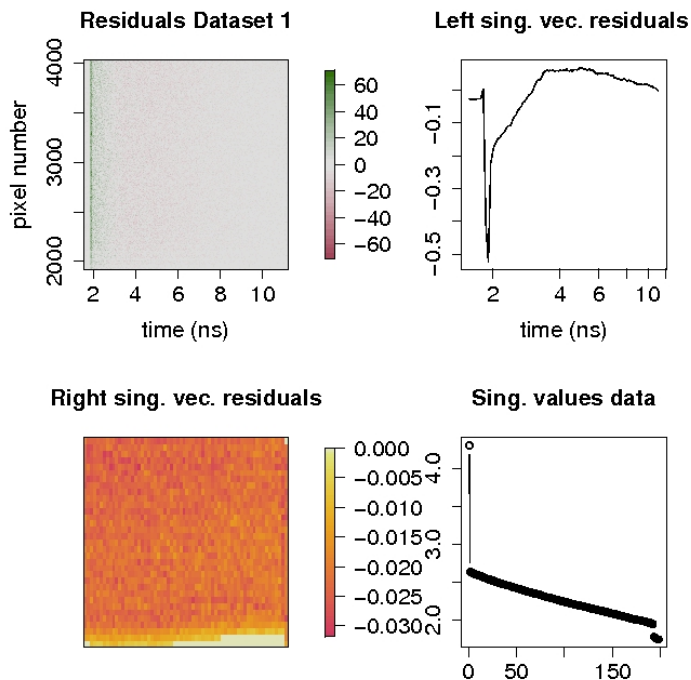 Residuals Dataset 1
pixel number
4000
3000
2000
2 4 6 8 10
time (ns)
60
40
20
0
−20
−40
−60
Left sing. vec. residuals
−0.1
−0.3
−0.5
2 4 6 8
time (ns)
Right sing. vec. residuals
0.000
−0.005
−0.010
−0.015
−0.020
−0.025
−0.030
Sing. values data
4.0
3.0
2.0
0 50 150